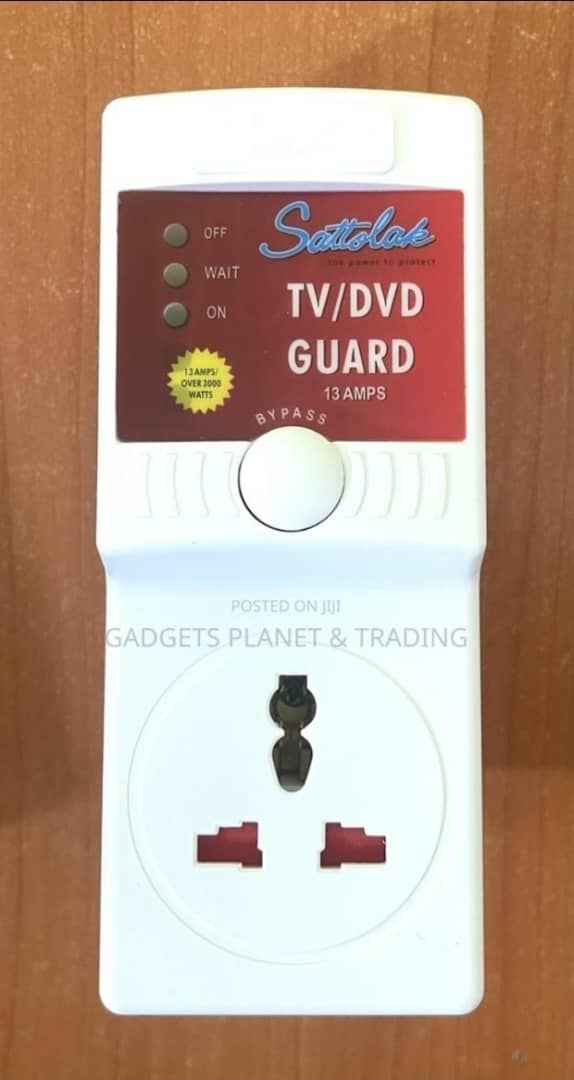 OFF
WAIT
ON
Sattolak
the power to protect
TV/DVD
GUARD
13 AMPS
13 AMPS/
OVER 3000
WATTS
BYPASS
POSTED ON JIJI
GADGETS PLANET & TRADING